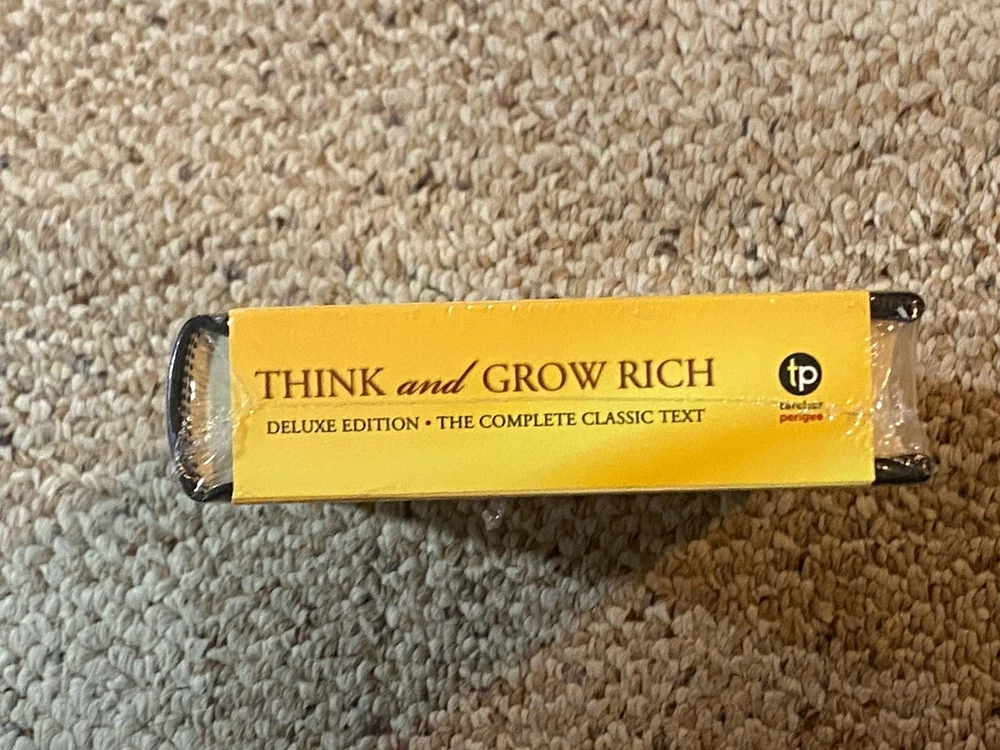 THINK and GROW RICH
DELUXE EDITION • THE COMPLETE CLASSIC TEXT
tp
tarcher
perigee